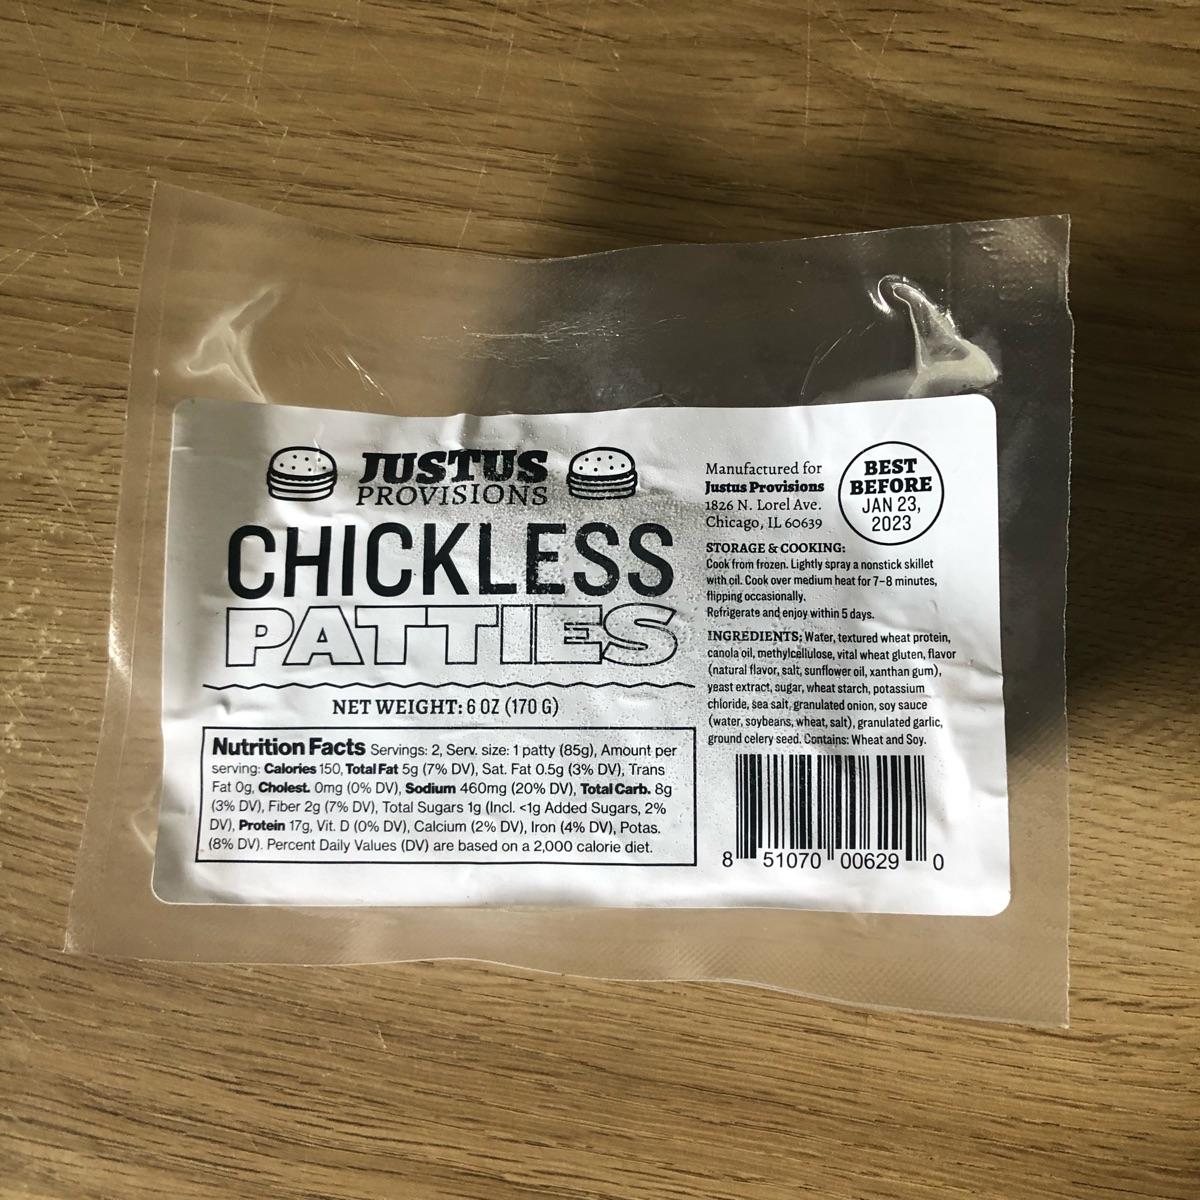 JUSTUS
PROVISIONS
CHICKLESS
PATTIES
NET WEIGHT: 6 OZ (170 G)
Nutrition Facts Servings: 2, Serv. size: 1 patty (85g), Amount per
serving: Calories 150, Total Fat 5g (7% DV), Sat. Fat 0.5g (3% DV), Trans
Fat 0g, Cholest. 0mg (0% DV), Sodium 460mg (20% DV), Total Carb. 8g
(3% DV), Fiber 2g (7% DV), Total Sugars 1g (Incl. <1g Added Sugars, 2%
DV), Protein 17g, Vit. D (0% DV), Calcium (2% DV), Iron (4% DV), Potas.
(8% DV). Percent Daily Values (DV) are based on a 2,000 calorie diet.
Manufactured for
Justus Provisions
1826 N. Lorel Ave.
Chicago, IL 60639
BEST
BEFORE
JAN 23,
2023
STORAGE & COOKING:
Cook from frozen. Lightly spray a nonstick skillet
with oil. Cook over medium heat for 7-8 minutes,
flipping occasionally.
Refrigerate and enjoy within 5 days.
INGREDIENTS: Water, textured wheat protein,
canola oil, methylcellulose, vital wheat gluten, flavor
(natural flavor, salt, sunflower oil, xanthan gum),
yeast extract, sugar, wheat starch, potassium
chloride, sea salt, granulated onion, soy sauce
(water, soybeans, wheat, salt), granulated garlic,
ground celery seed. Contains: Wheat and Soy.
8 51070 00629 0